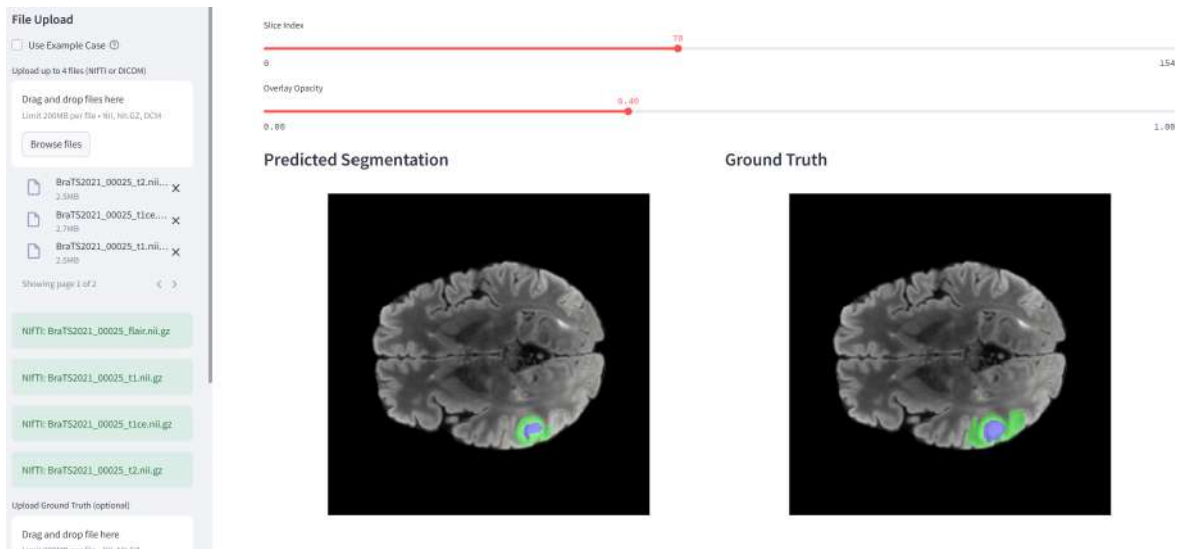 File Upload
Use Example Case
Upload up to 4 files (NIfTI or DICOM)
Drag and drop files here
Limit 200MB per file • NII, NII.GZ, DCM
Browse files
BraTS2021_00025_t2.nii...
2.5MB
BraTS2021_00025_t1ce....
2.7MB
BraTS2021_00025_t1.nii...
2.5MB
Showing page 1 of 2
NIfTI: BraTS2021_00025_flair.nii.gz
NIfTI: BraTS2021_00025_t1.nii.gz
NIfTI: BraTS2021_00025_t1ce.nii.gz
NIfTI: BraTS2021_00025_t2.nii.gz
Upload Ground Truth (optional)
Drag and drop file here
Slice Index
70
0 154
Overlay Opacity
0.40
0.00 1.00
Predicted Segmentation
Ground Truth